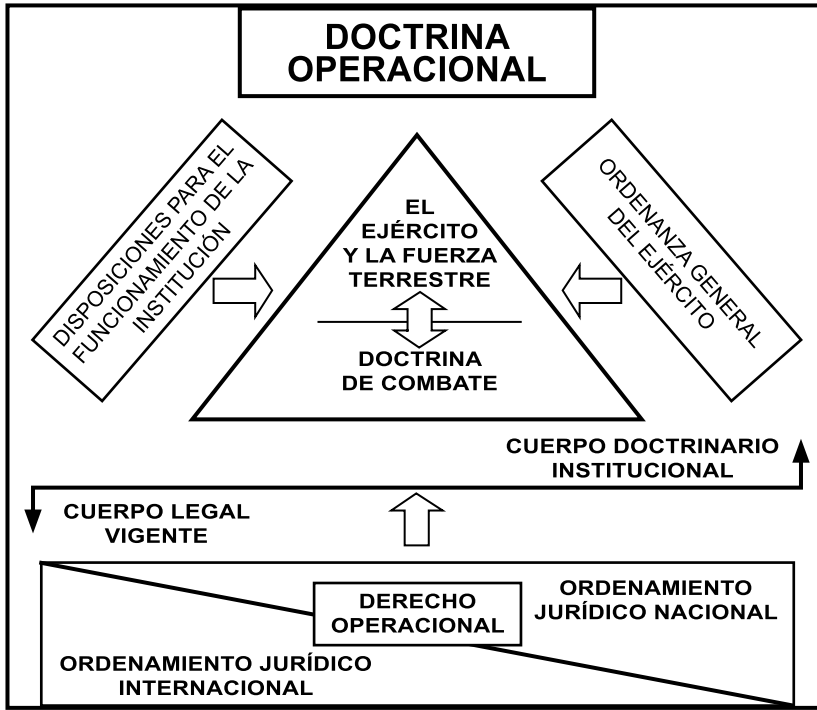 DOCTRINA
OPERACIONAL
DISPOSICIONES PARA EL
FUNCIONAMIENTO DE LA
INSTITUCIÓN
EL
EJÉRCITO
Y LA FUERZA
TERRESTRE
DOCTRINA
DE COMBATE
ORDENANZA GENERAL
DEL EJÉRCITO
CUERPO DOCTRINARIO
INSTITUCIONAL
CUERPO LEGAL
VIGENTE
DERECHO
OPERACIONAL
ORDENAMIENTO
JURÍDICO NACIONAL
ORDENAMIENTO JURÍDICO
INTERNACIONAL